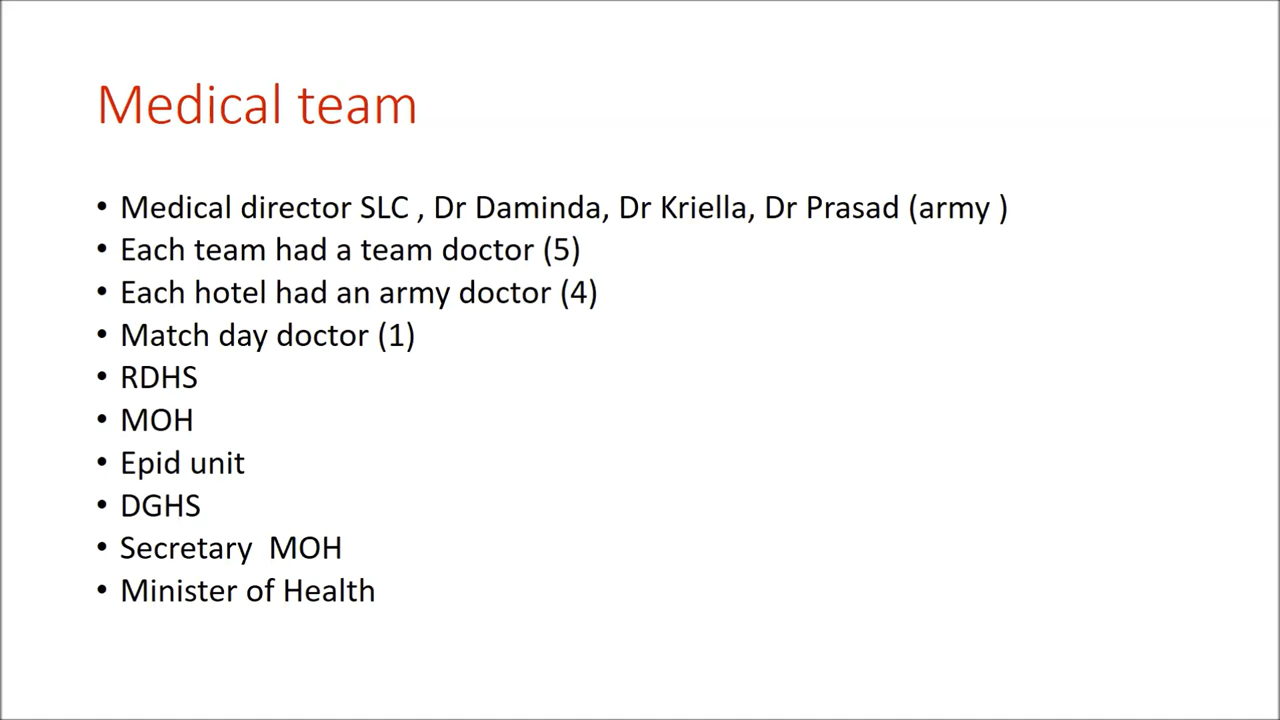 Medical team
• Medical director SLC , Dr Daminda, Dr Kriella, Dr Prasad (army )
• Each team had a team doctor (5)
• Each hotel had an army doctor (4)
• Match day doctor (1)
• RDHS
• MOH
• Epid unit
• DGHS
• Secretary  MOH
• Minister of Health